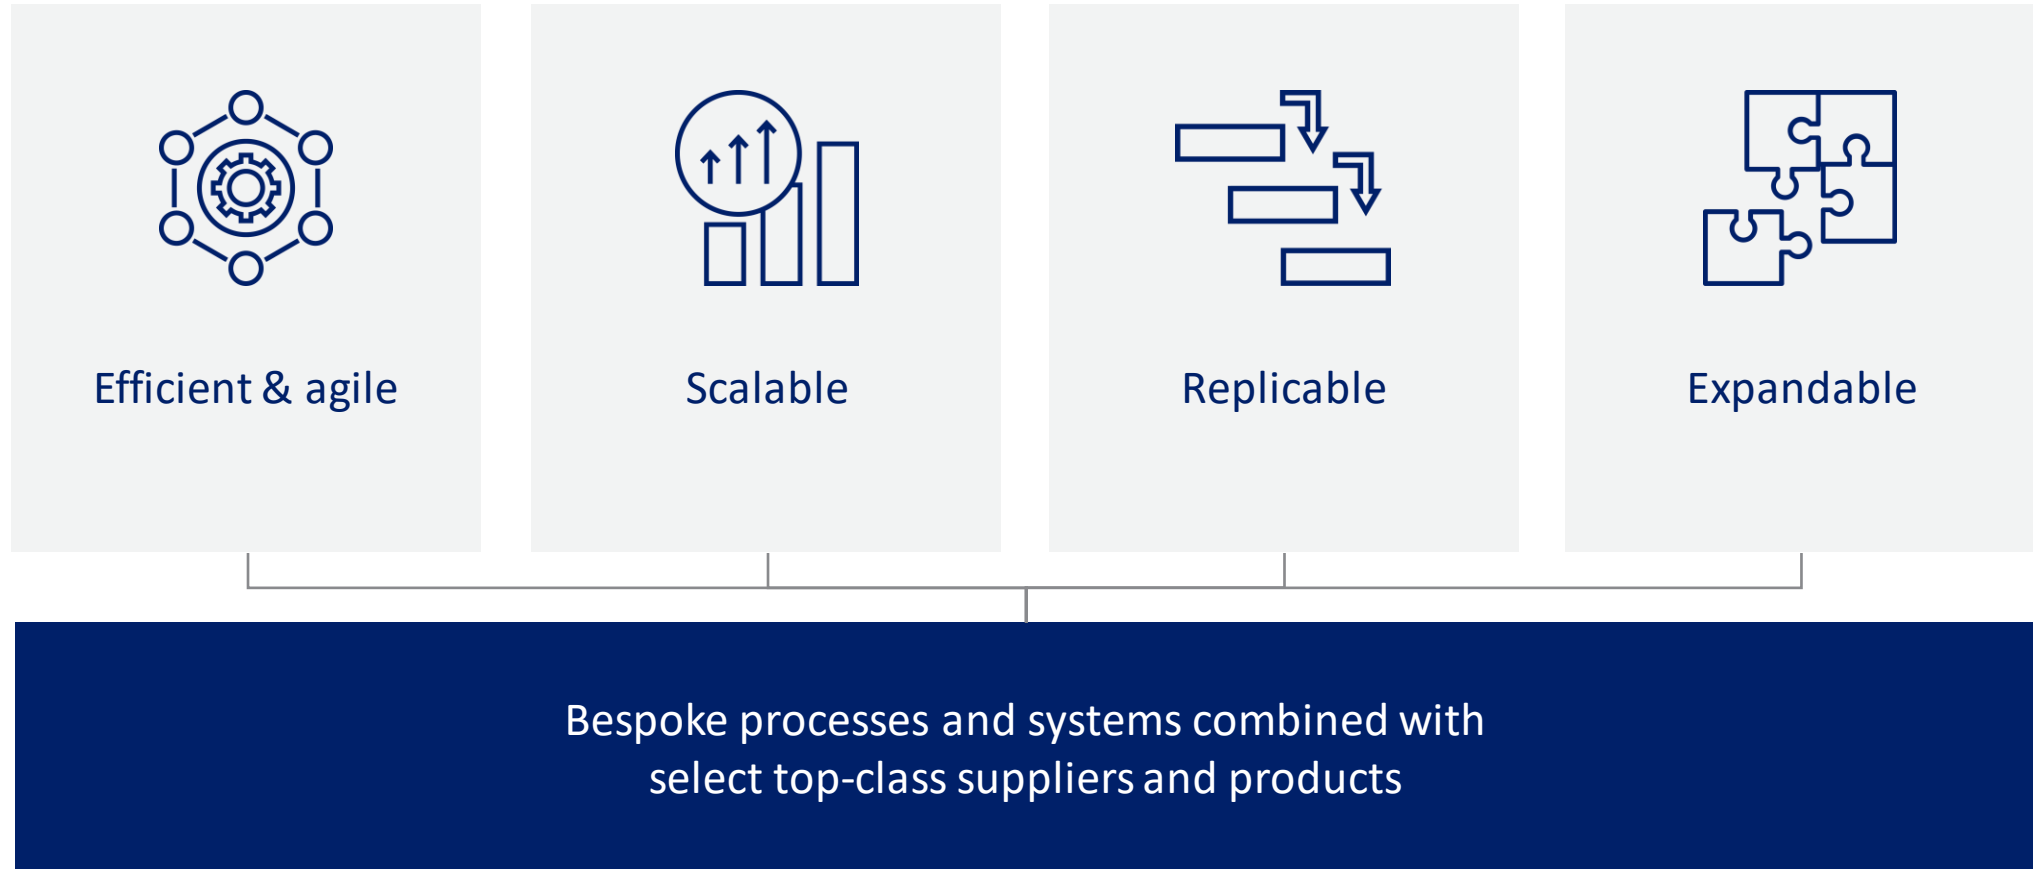 Efficient & agile
Scalable
Replicable
Expandable
Bespoke processes and systems combined with
select top-class suppliers and products